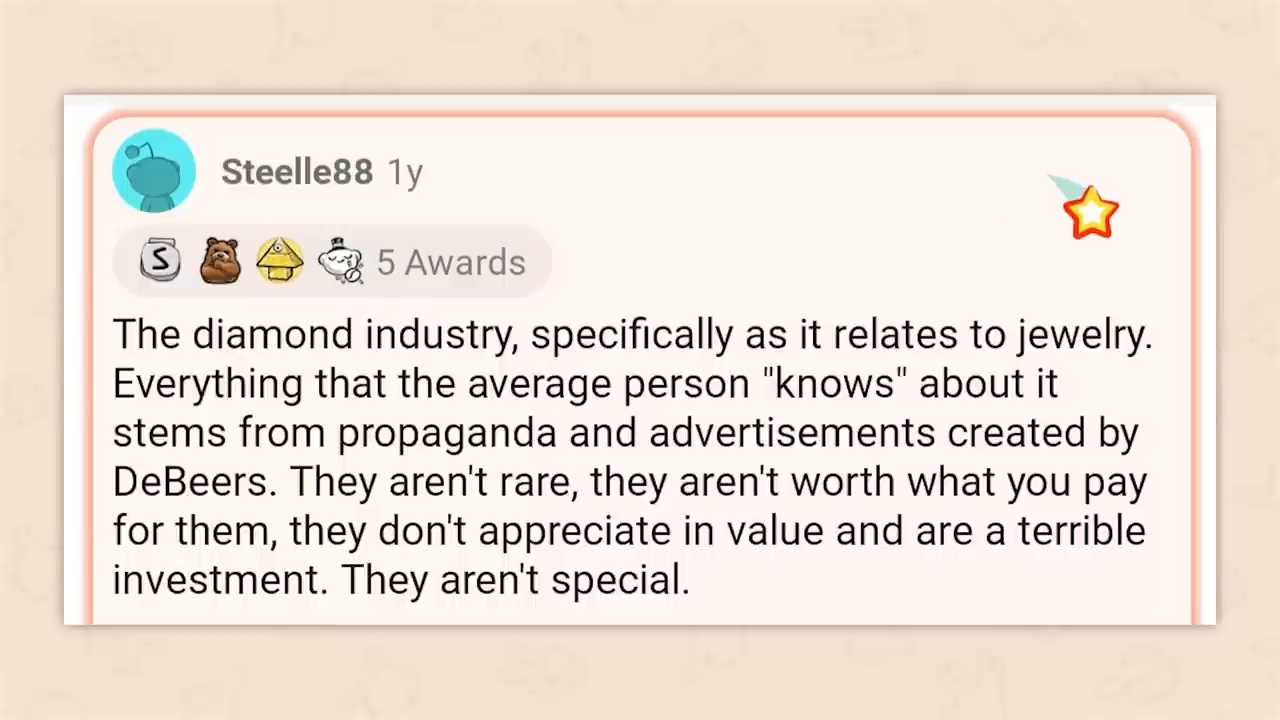 Steelle88 1y
S
5 Awards
The diamond industry, specifically as it relates to jewelry.
Everything that the average person "knows" about it
stems from propaganda and advertisements created by
DeBeers. They aren't rare, they aren't worth what you pay
for them, they don't appreciate in value and are a terrible
investment. They aren't special.